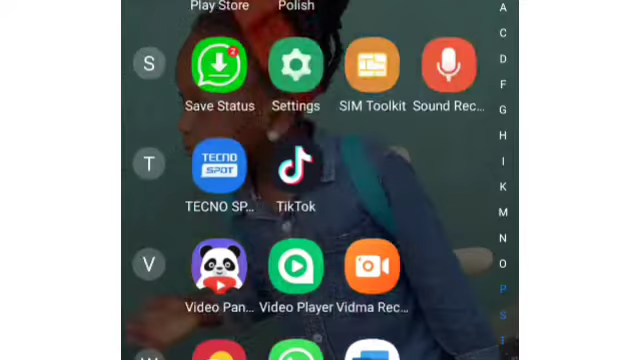 Play Store Polish
S
2
Save Status Settings SIM Toolkit Sound Rec...
T
TECNO
SPOT
TECNO SP... TikTok
V
Video Pan... Video Player Vidma Rec...
A
C
D
F
G
H
I
K
M
N
O
P
S